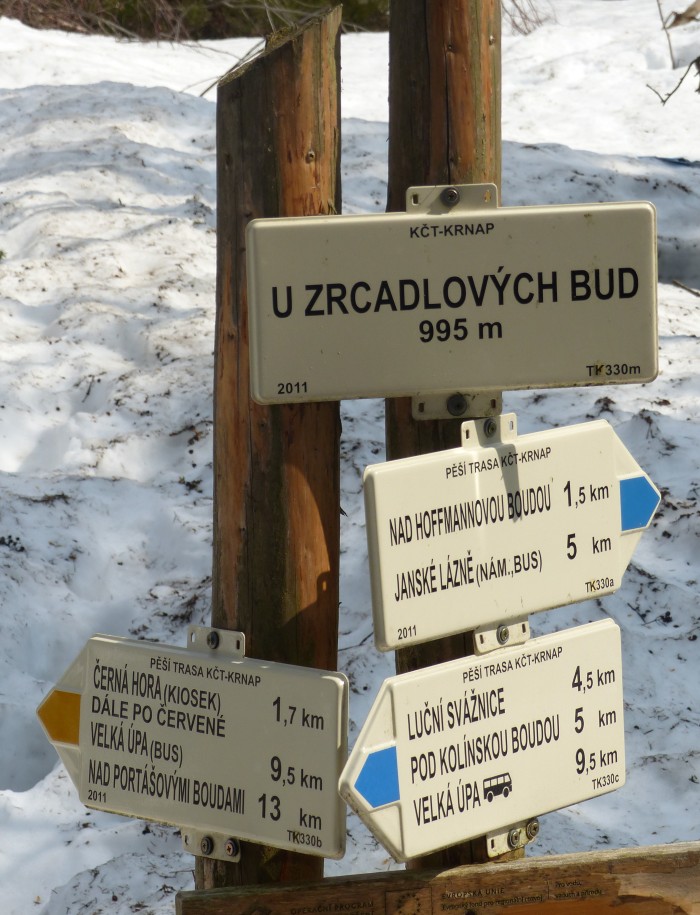 KČT-KRNAP
U ZRCADLOVÝCH BUD
995 m
2011 TK330m
PĚŠÍ TRASA KČT-KRNAP
NAD HOFFMANNOVOU BOUDOU 1,5 km
JANSKÉ LÁZNĚ (NÁM.,BUS) 5 km
2011 TK330a
PĚŠÍ TRASA KČT-KRNAP
LUČNÍ SVÁŽNICE 4,5 km
POD KOLÍNSKOU BOUDOU 5 km
VELKÁ ÚPA 9,5 km
TK330c
PĚŠÍ TRASA KČT-KRNAP
ČERNÁ HORA (KIOSEK) 1,7 km
DÁLE PO ČERVENÉ
VELKÁ ÚPA (BUS) 9,5 km
NAD PORTÁŠOVÝMI BOUDAMI 13 km
2011 TK330b
EVROPSKÁ UNIE